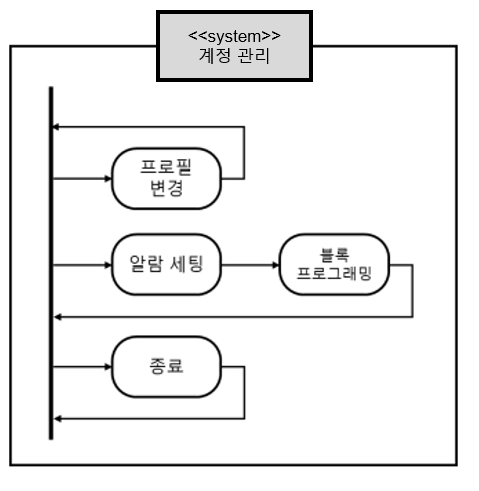 <<system>>
계정 관리
프로필
변경
알람 세팅
블록
프로그래밍
종료